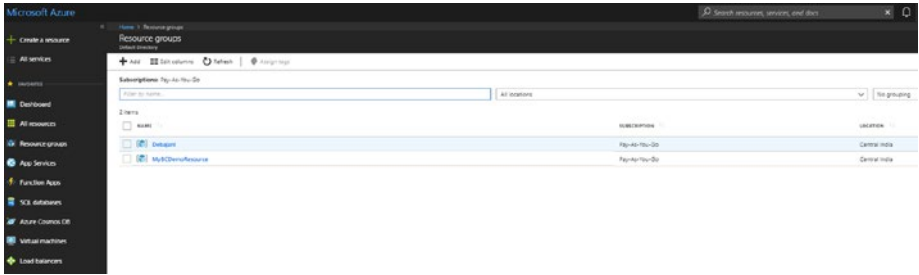 Microsoft Azure
Search resources, services, and docs
Home > Resource groups
Resource groups
Default Directory
Create a resource
All services
FAVORITES
Dashboard
All resources
Resource groups
App Services
Function Apps
SQL databases
Azure Cosmos DB
Virtual machines
Load balancers
Add Edit columns Refresh Assign tags
Subscriptions: Pay-As-You-Go
Filter by name...
All locations
No grouping
2 items
NAME SUBSCRIPTION LOCATION
Debajani Pay-As-You-Go Central India
MyBCDemoResource Pay-As-You-Go Central India